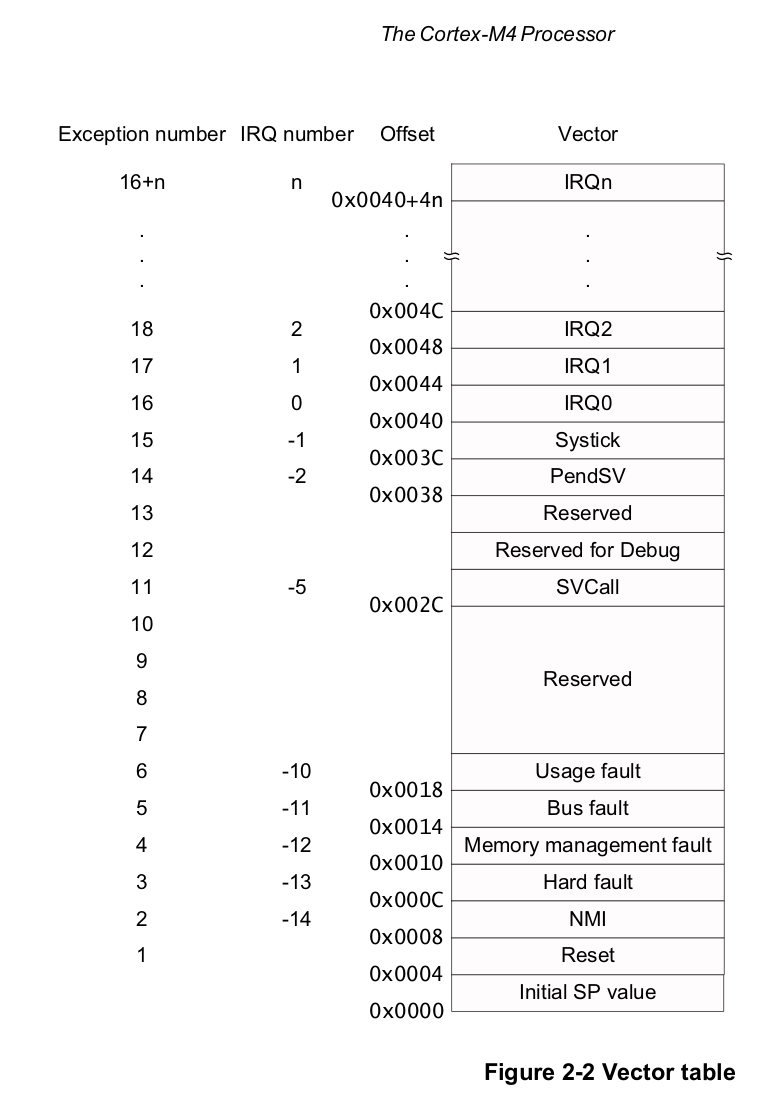 The Cortex-M4 Processor
Exception number IRQ number Offset Vector
16+n n IRQn
0x0040+4n
. . .
. . .
. . .
0x004C
18 2 IRQ2
0x0048
17 1 IRQ1
0x0044
16 0 IRQ0
0x0040
15 -1 Systick
0x003C
14 -2 PendSV
0x0038
13 Reserved
12 Reserved for Debug
11 -5 SVCall
0x002C
10
9
Reserved
8
7
6 -10 Usage fault
0x0018
5 -11 Bus fault
0x0014
4 -12 Memory management fault
0x0010
3 -13 Hard fault
0x000C
2 -14 NMI
0x0008
1 Reset
0x0004
Initial SP value
0x0000
Figure 2-2 Vector table